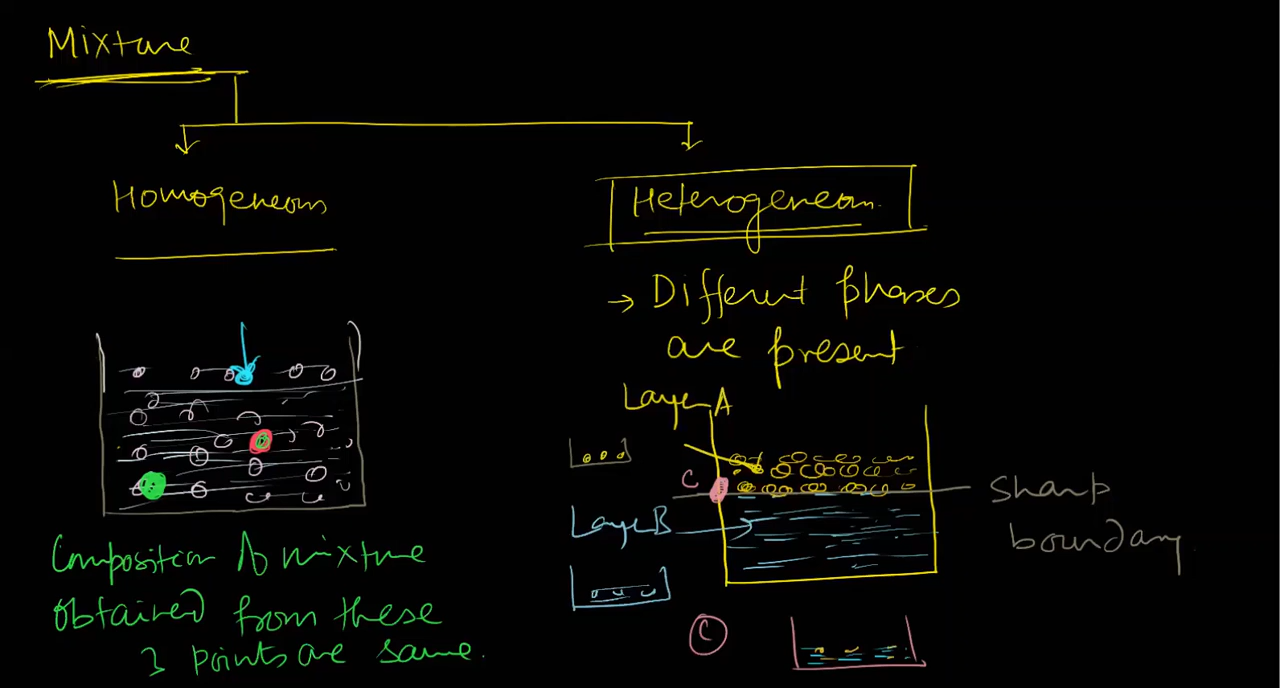 Mixture
Homogeneous
Heterogeneous
→ Different phases
are present
Layer A
C
Sharp
boundary
Layer B
Composition of mixture
obtained from these
3 points are same.
C